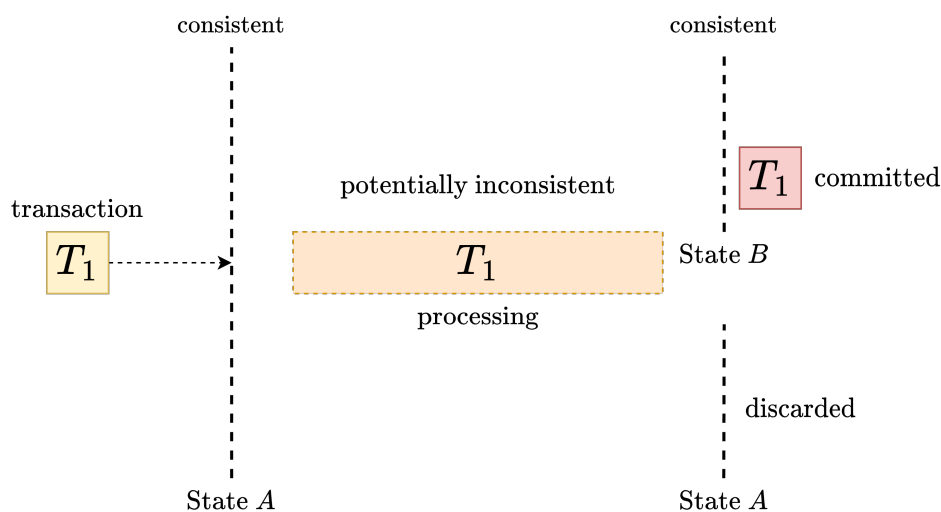 consistent
consistent
T₁
committed
potentially inconsistent
transaction
T₁
T₁
State B
processing
discarded
State A
State A